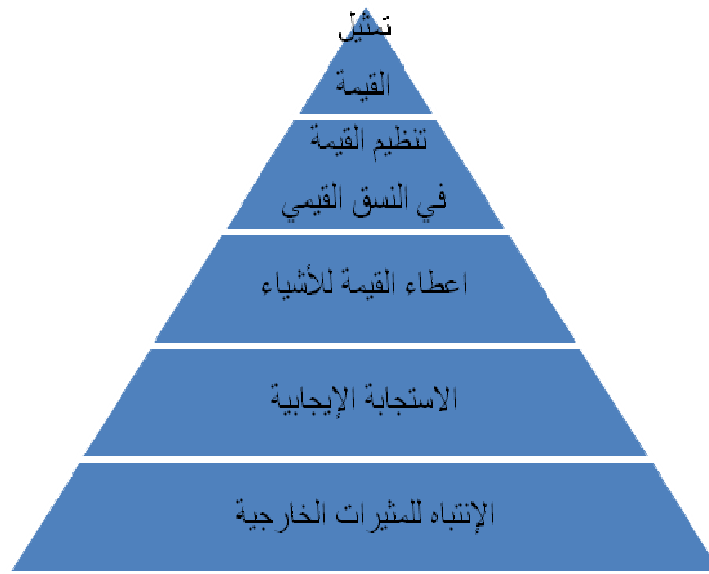 تمثيل
القيمة
تنظيم القيمة
في النسق القيمي
اعطاء القيمة للأشياء
الاستجابة الإيجابية
الإنتباه للمثيرات الخارجية